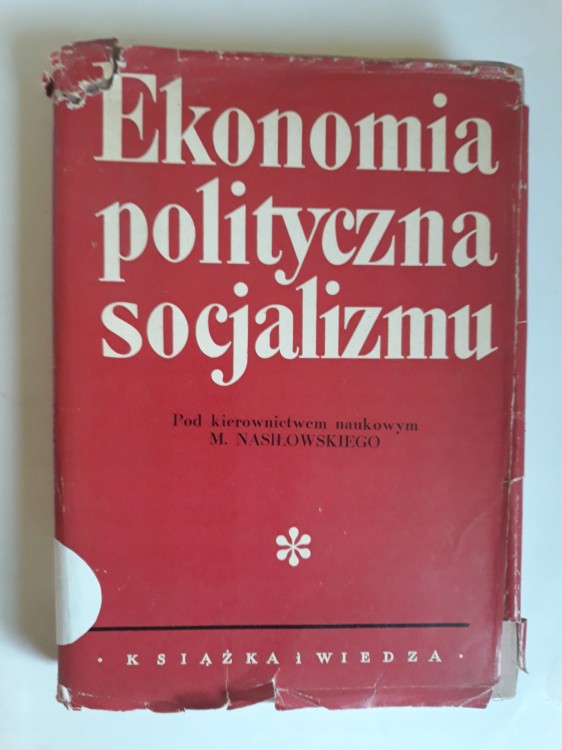 Ekonomia
polityczna
socjalizmu
Pod kierownictwem naukowym
M. NASIŁOWSKIEGO
*
· KSIĄŻKA i WIEDZA ·